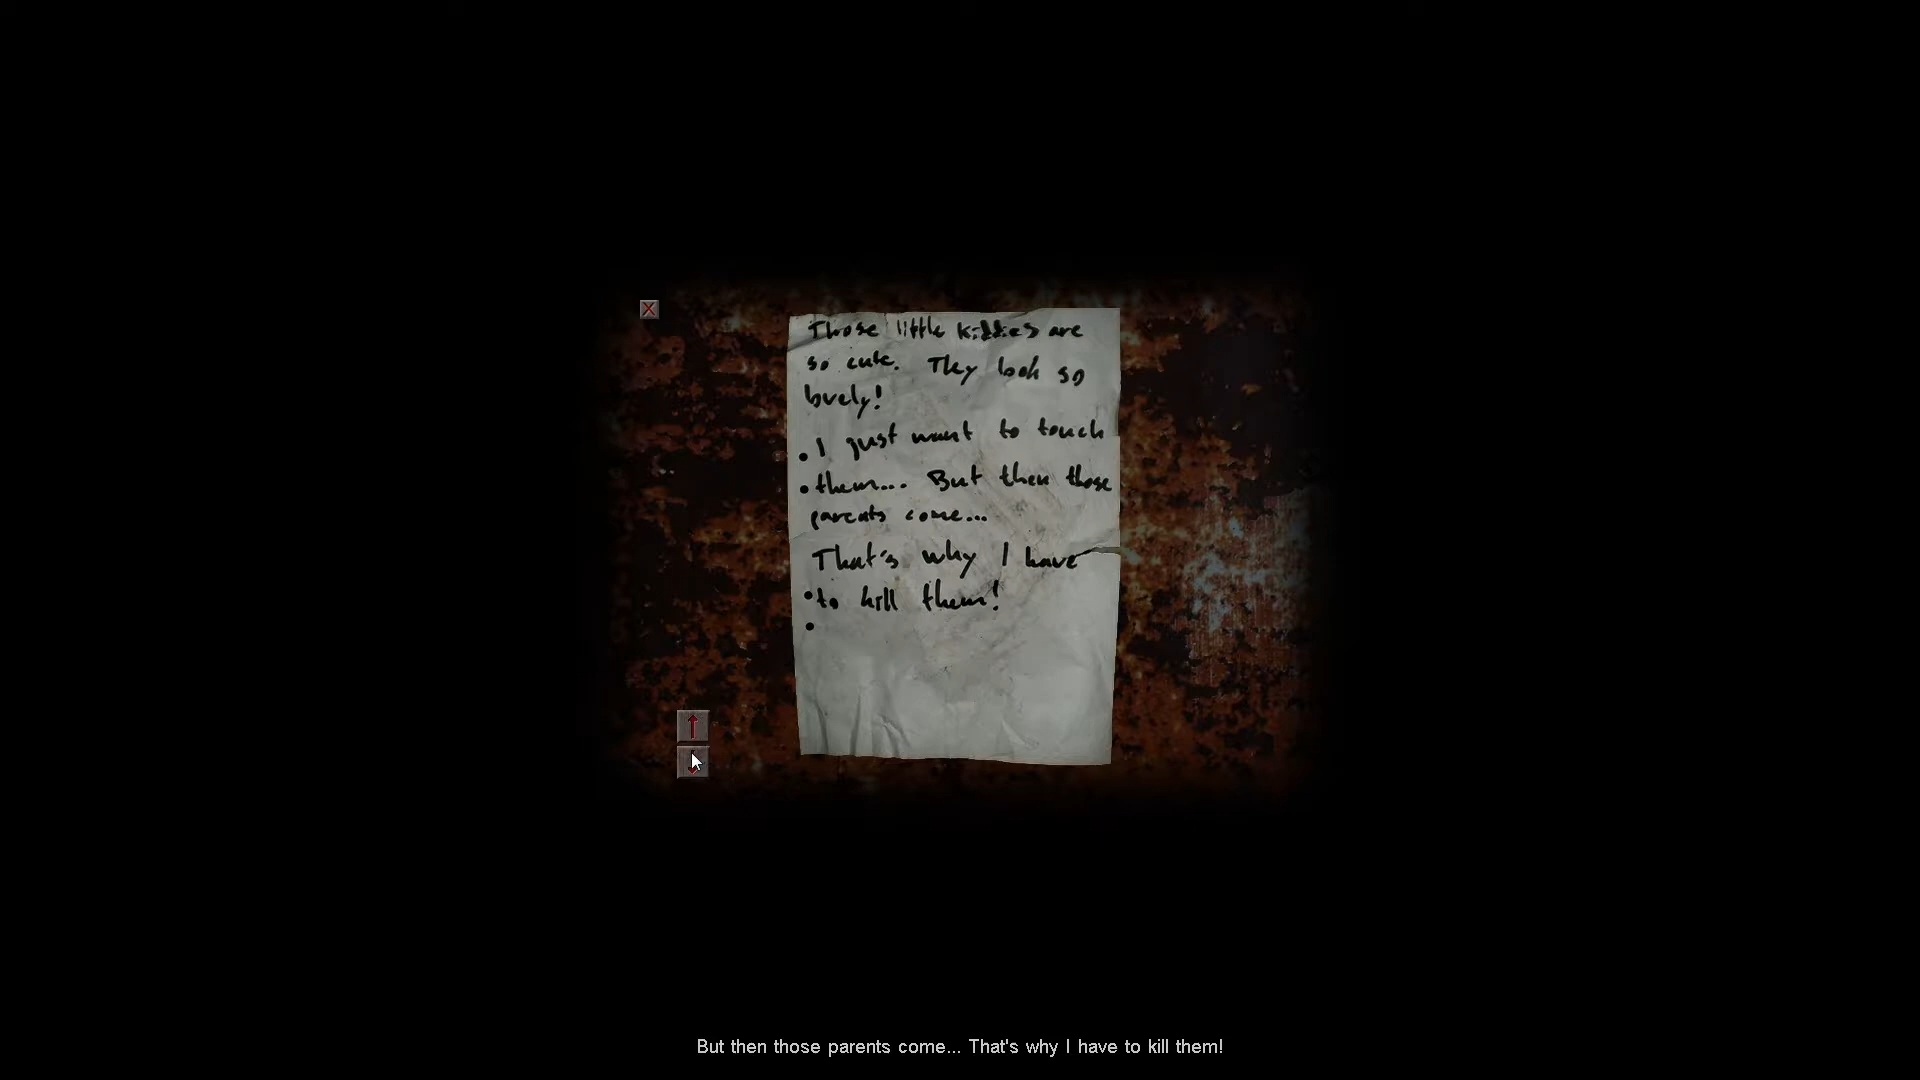 Those little kiddies are
so cute. They look so
lovely!
I just want to touch
them... But then those
parents come...
That's why I have
to kill them!
But then those parents come... That's why I have to kill them!